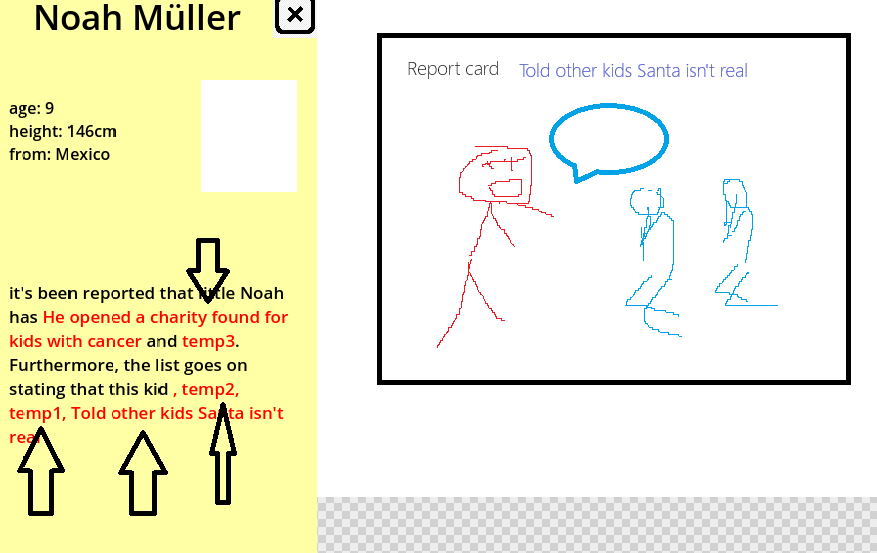 Noah Müller
age: 9
height: 146cm
from: Mexico
it's been reported that little Noah
has He opened a charity found for
kids with cancer and temp3.
Furthermore, the list goes on
stating that this kid , temp2,
temp1, Told other kids Santa isn't
real
Report card
Told other kids Santa isn't real